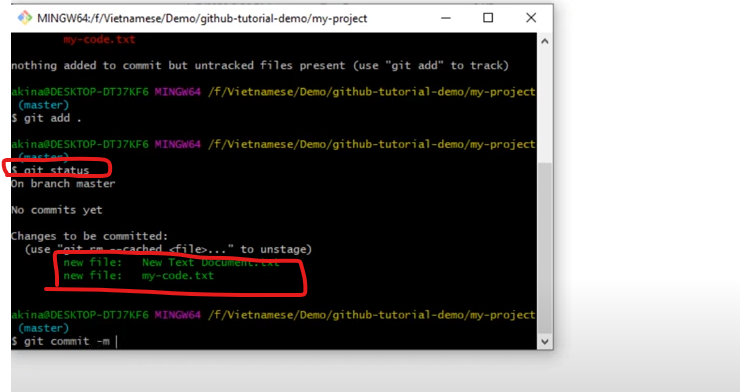 MINGW64:/f/Vietnamese/Demo/github-tutorial-demo/my-project
my-code.txt
nothing added to commit but untracked files present (use "git add" to track)
akina@DESKTOP-DTJ7KF6 MINGW64 /f/Vietnamese/Demo/github-tutorial-demo/my-project
(master)
$ git add .
akina@DESKTOP-DTJ7KF6 MINGW64 /f/Vietnamese/Demo/github-tutorial-demo/my-project
(master)
$ git status
On branch master
No commits yet
Changes to be committed:
(use "git rm --cached <file>..." to unstage)
new file: New Text Document.txt
new file: my-code.txt
akina@DESKTOP-DTJ7KF6 MINGW64 /f/Vietnamese/Demo/github-tutorial-demo/my-project
(master)
$ git commit -m